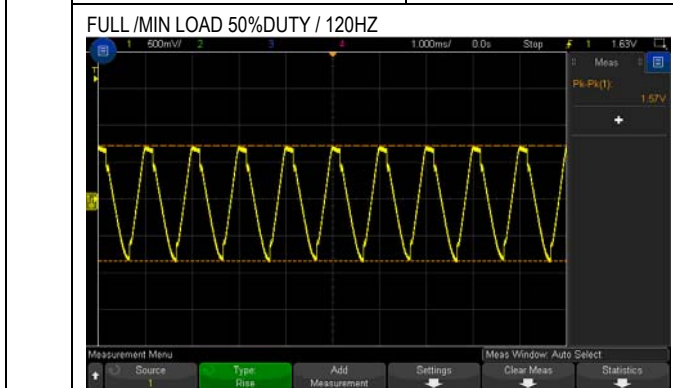 FULL /MIN LOAD 50%DUTY / 120HZ
1 500mV/ 2 3 4 1.000ms/ 0.0s Stop 1 1.63V
T
Meas
Pk-Pk(1):
1.57V
+
Measurement Menu
Meas Window: Auto Select
Source
1
Type:
Rise
Add
Measurement
Settings
Clear Meas
Statistics